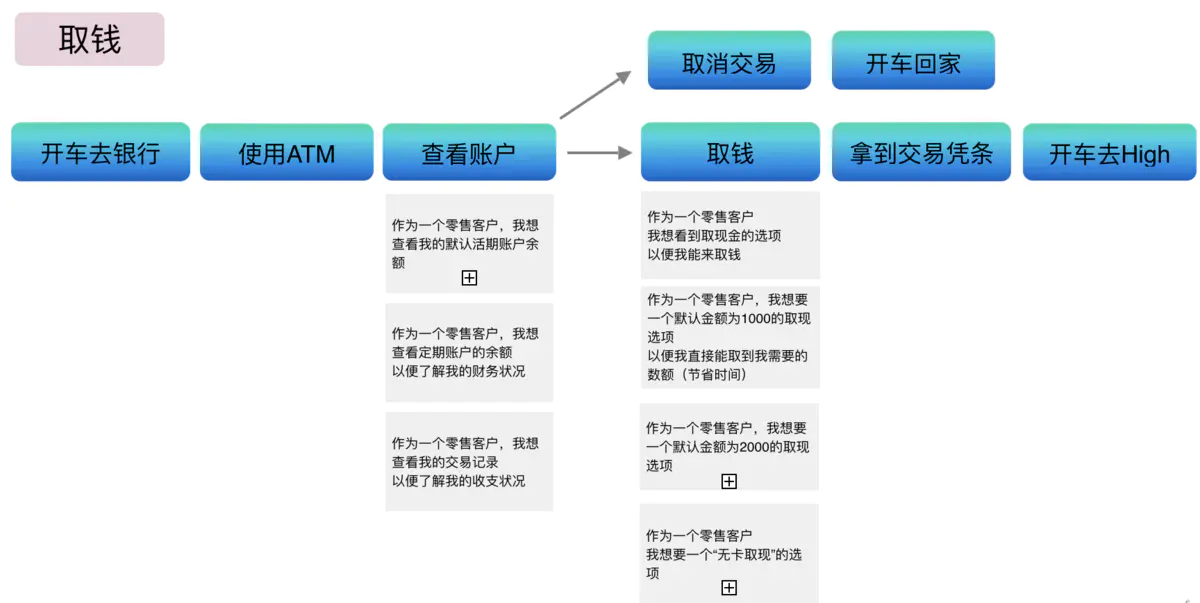 取钱
取消交易
开车回家
开车去银行
使用ATM
查看账户
取钱
拿到交易凭条
开车去High
作为一个零售客户，我想
查看我的默认活期账户余
额
作为一个零售客户，我想
查看定期账户的余额
以便了解我的财务状况
作为一个零售客户，我想
查看我的交易记录
以便了解我的收支状况
作为一个零售客户
我想看到取现金的选项
以便我能来取钱
作为一个零售客户，我想要
一个默认金额为1000的取现
选项
以便我直接能取到我需要的
数额（节省时间）
作为一个零售客户，我想要
一个默认金额为2000的取现
选项
作为一个零售客户
我想要一个“无卡取现”的选
项